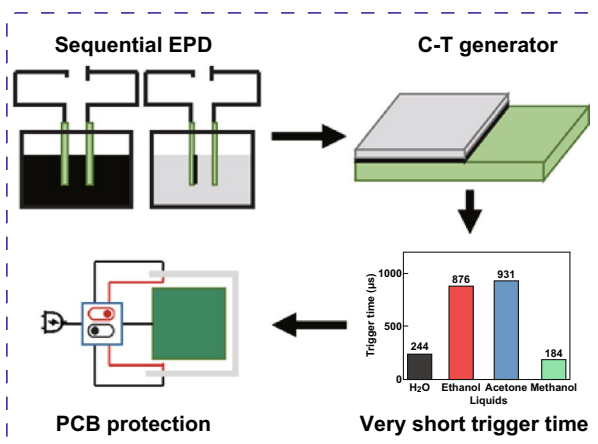 Sequential EPD
C-T generator
Trigger time (μs)
1000
500
0
244
876
931
184
H₂O Ethanol Acetone Methanol
Liquids
PCB protection
Very short trigger time